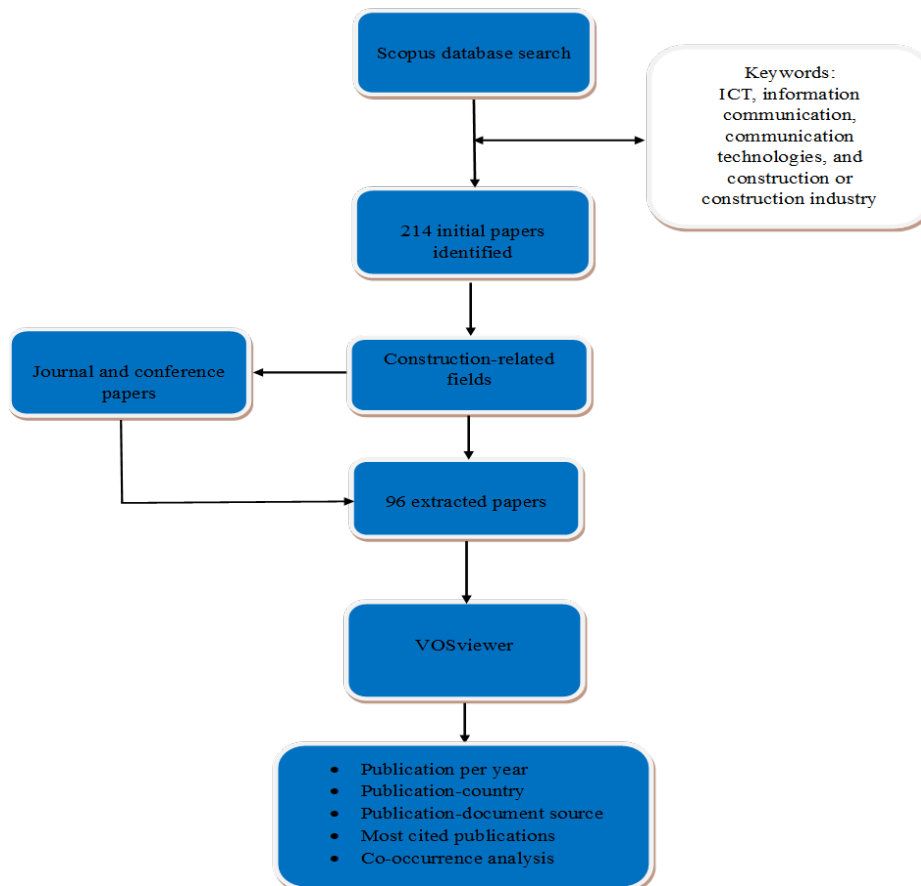 Scopus database search
Keywords:
ICT, information
communication,
communication
technologies, and
construction or
construction industry
214 initial papers
identified
Construction-related
fields
Journal and conference
papers
96 extracted papers
VOSviewer
• Publication per year
• Publication-country
• Publication-document source
• Most cited publications
• Co-occurrence analysis